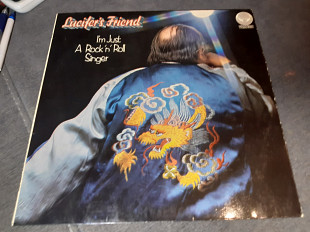 Lucifer's Friend
I'm Just
A Rock 'n' Roll
Singer